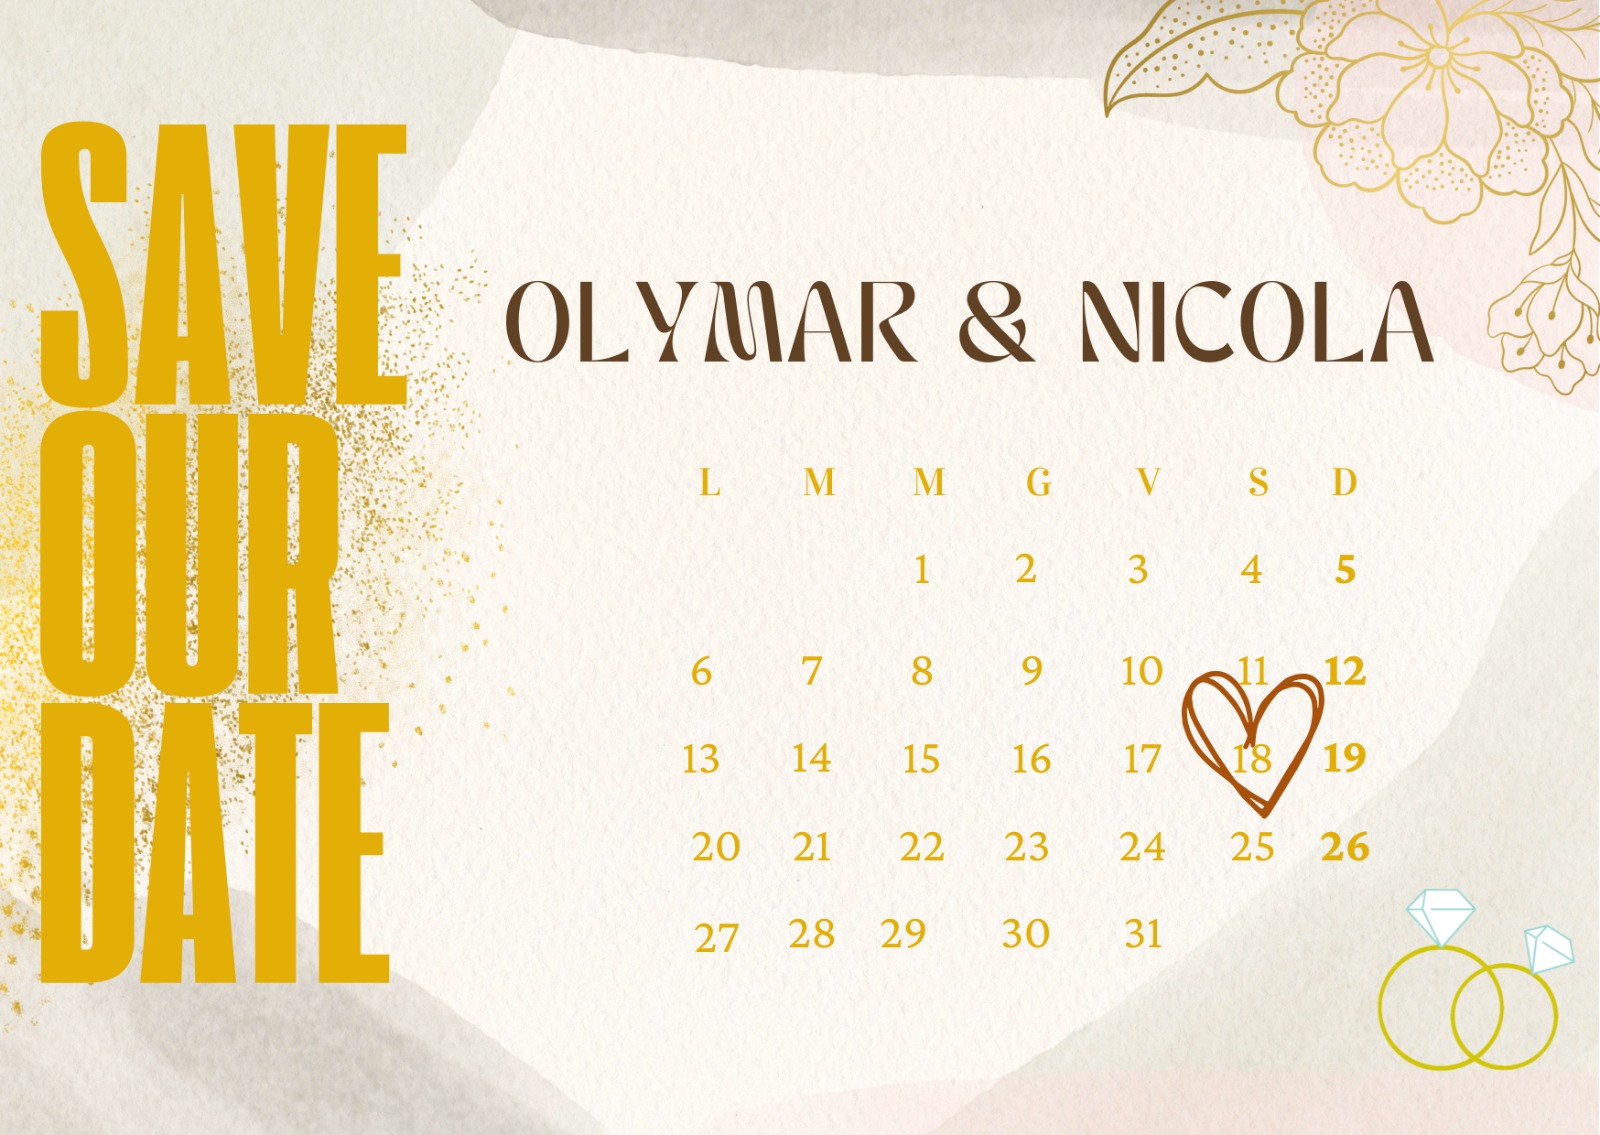 SAVE
OUR
DATE
OLYMAR & NICOLA
L M M G V S D
1 2 3 4 5
6 7 8 9 10 11 12
13 14 15 16 17 18 19
20 21 22 23 24 25 26
27 28 29 30 31